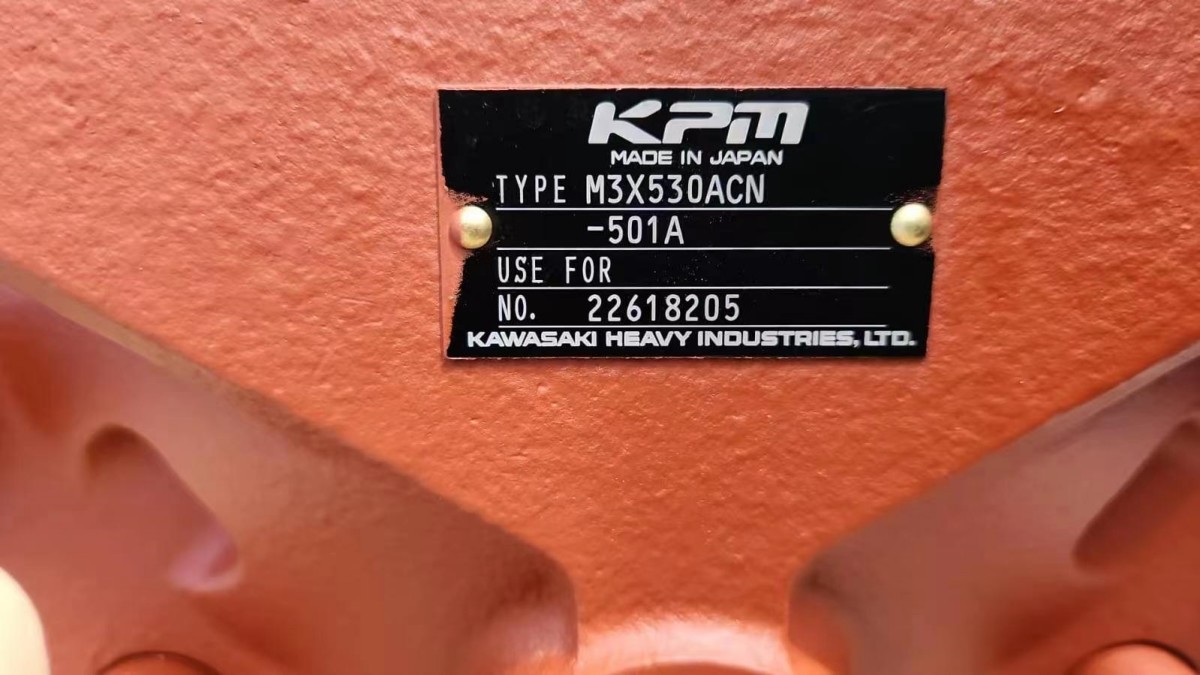 KPM
MADE IN JAPAN
TYPE M3X530ACN
-501A
USE FOR
NO. 22618205
KAWASAKI HEAVY INDUSTRIES, LTD.